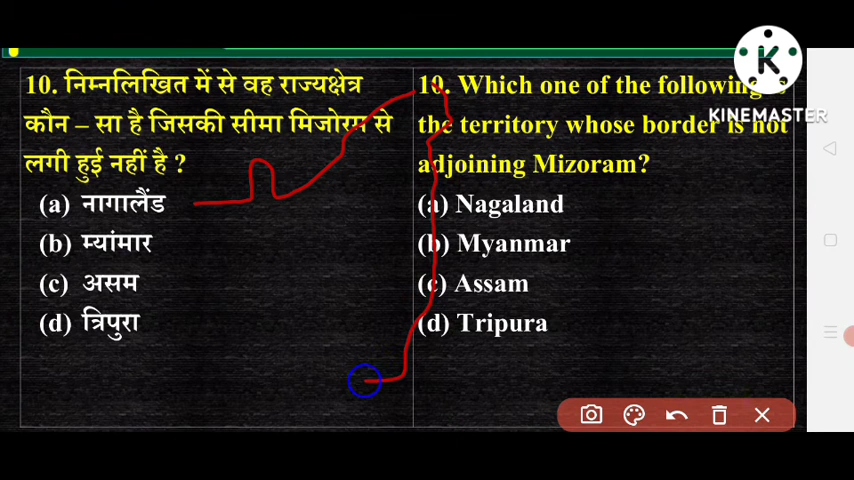 10. निम्नलिखित में से वह राज्यक्षेत्र
कौन – सा है जिसकी सीमा मिजोरम से
लगी हुई नहीं है ?
(a) नागालैंड
(b) म्यांमार
(c) असम
(d) त्रिपुरा
10. Which one of the following is
the territory whose border is not
adjoining Mizoram?
(a) Nagaland
(b) Myanmar
(c) Assam
(d) Tripura
K
KINEMASTER